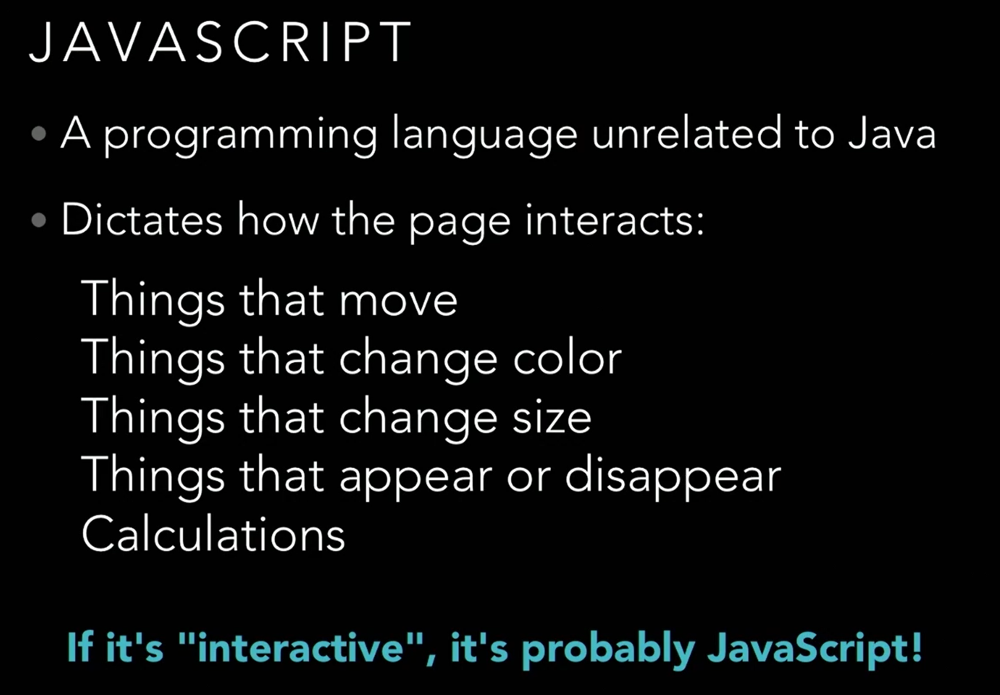 JAVASCRIPT
• A programming language unrelated to Java
• Dictates how the page interacts:
Things that move
Things that change color
Things that change size
Things that appear or disappear
Calculations
If it's "interactive", it's probably JavaScript!